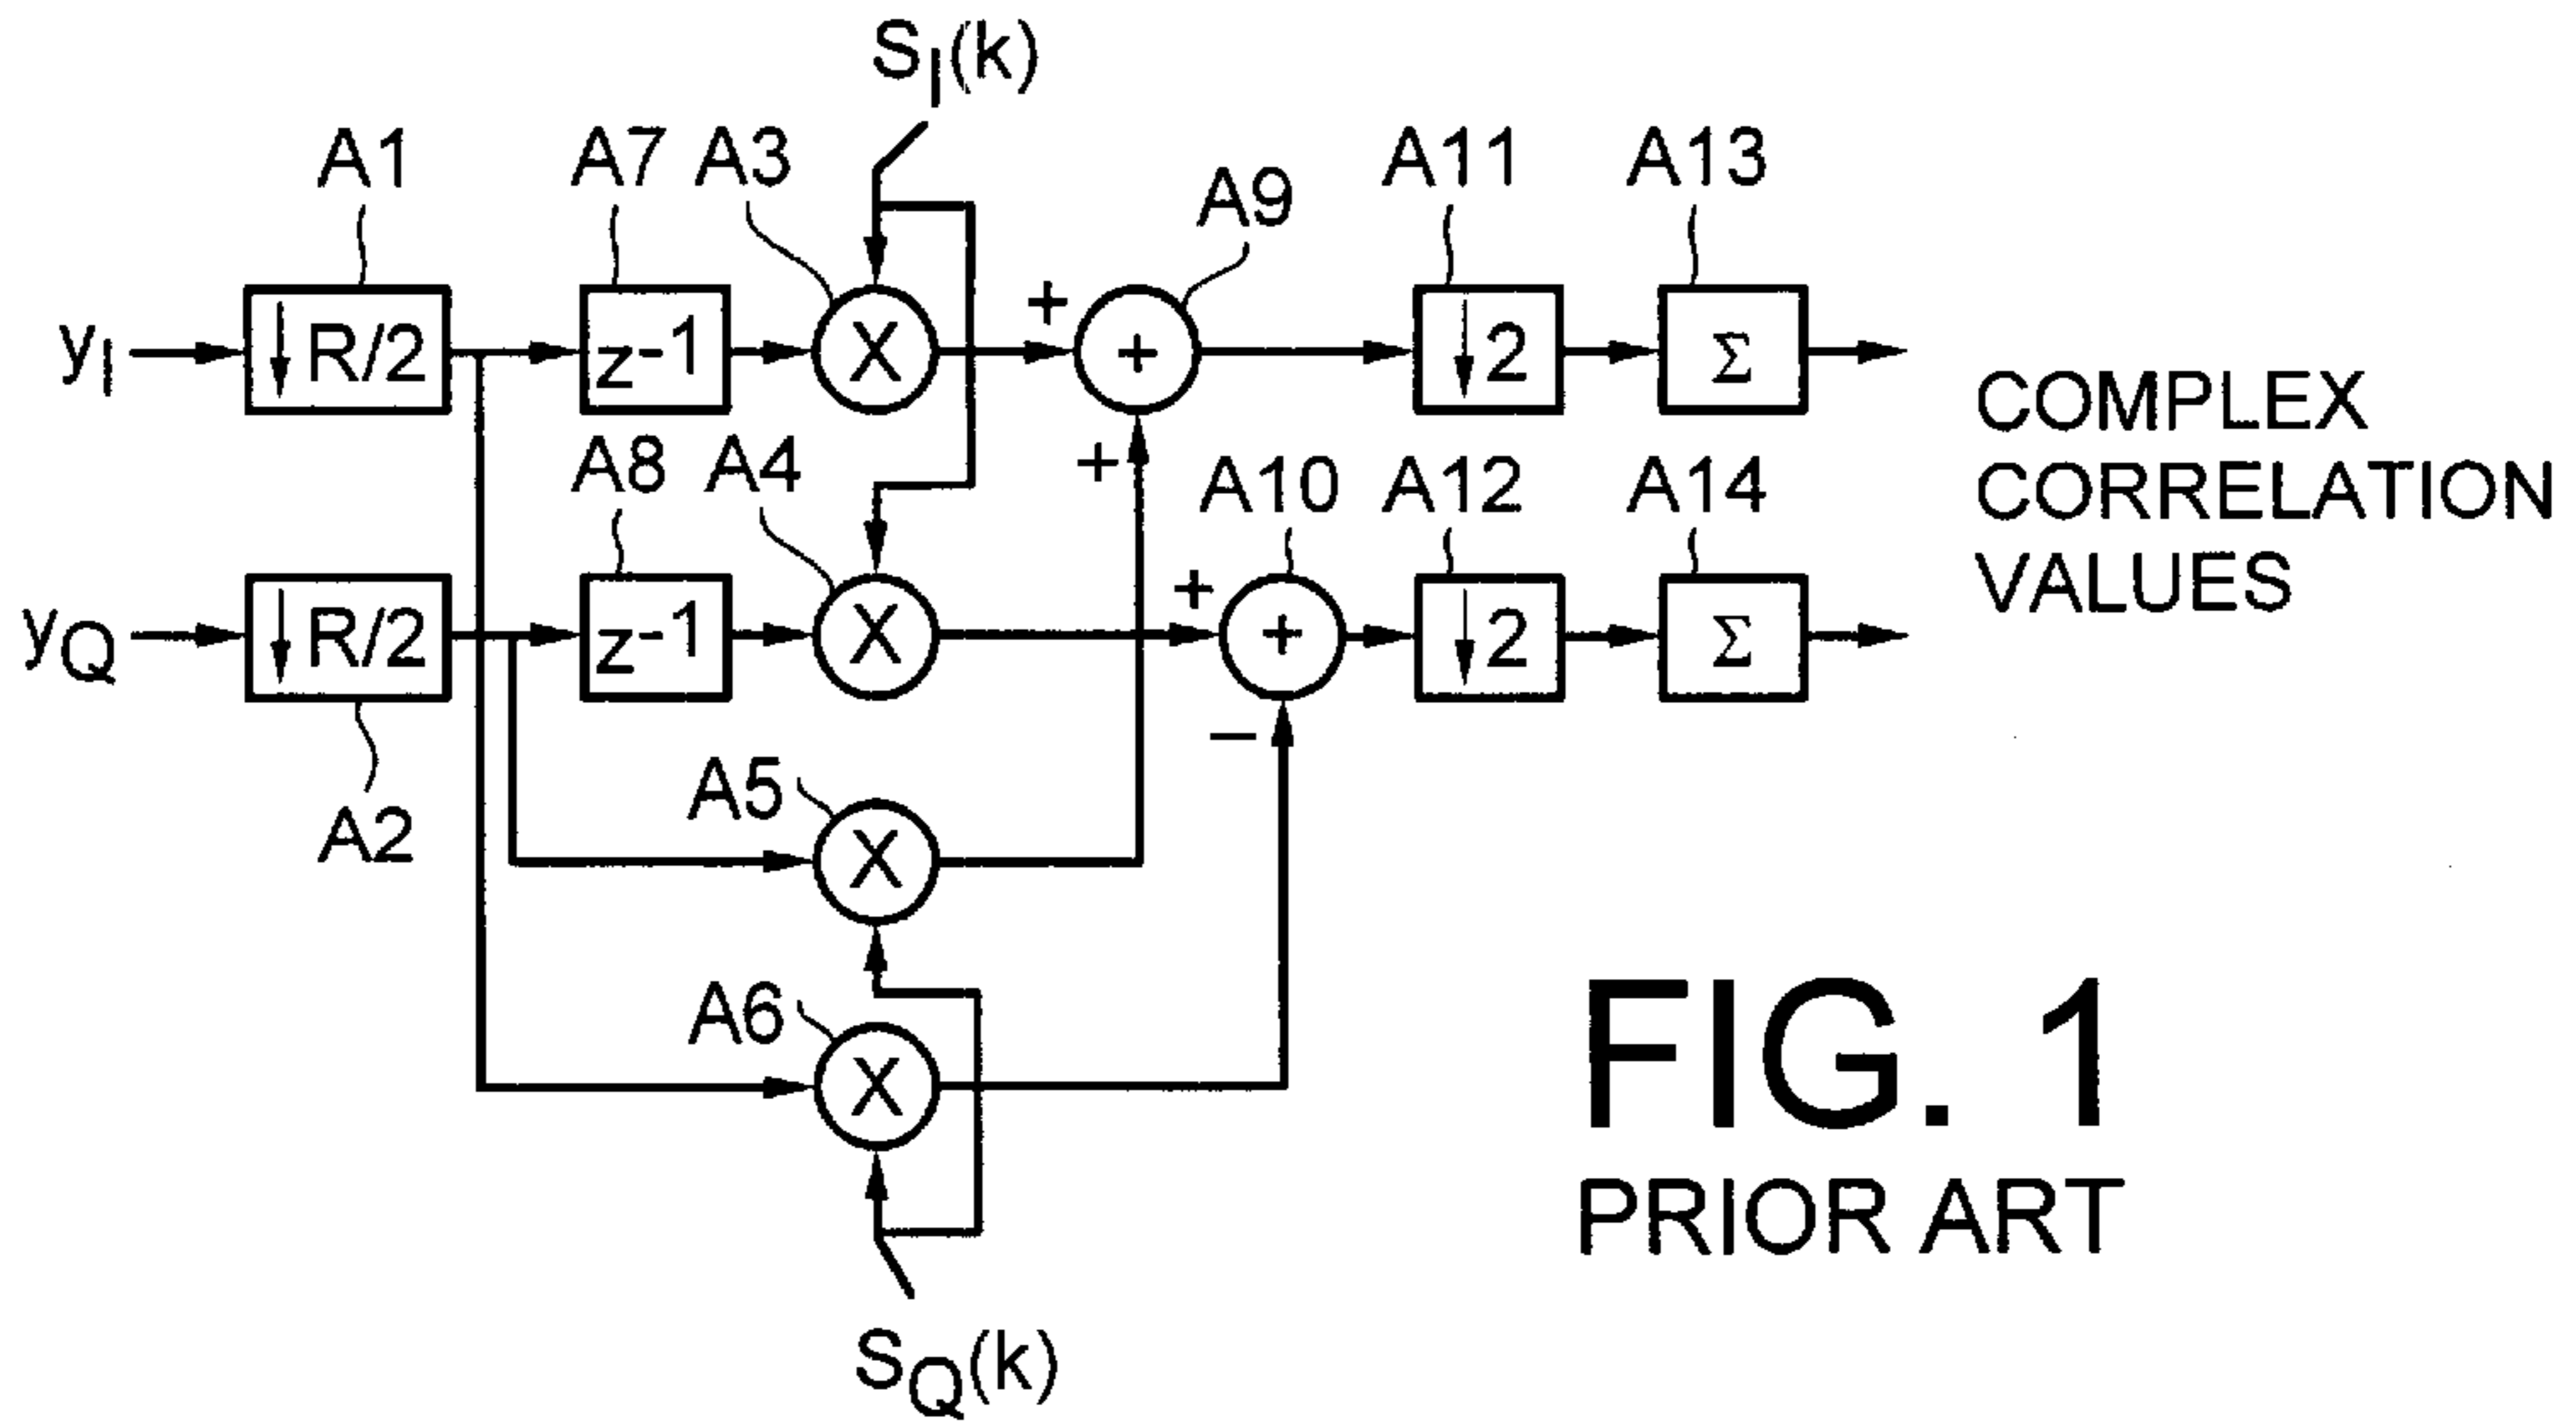 S_I(k)
A1 A7 A3 A9 A11 A13
y_I ↓ R/2 z-1 X + + ↓ 2 Σ
+
COMPLEX
CORRELATION
VALUES
A8 A4 A10 A12 A14
y_Q ↓ R/2 z-1 X + + ↓ 2 Σ
−
A2 A5
X
A6
X
S_Q(k)
FIG. 1
PRIOR ART